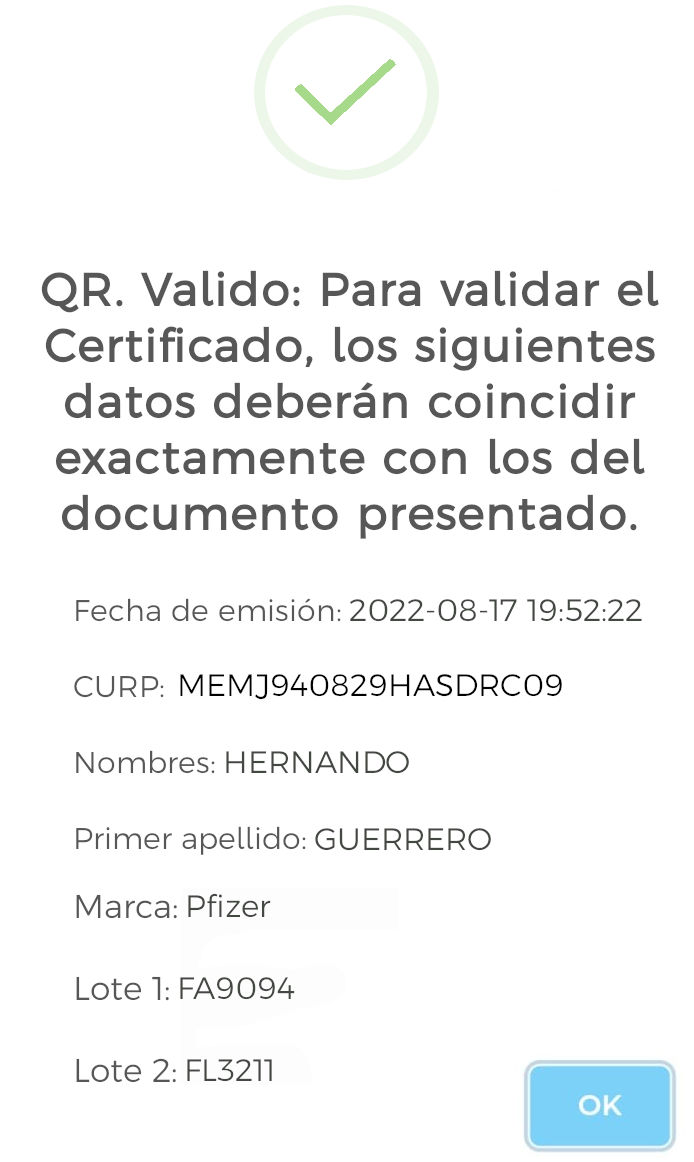 QR. Valido: Para validar el
Certificado, los siguientes
datos deberán coincidir
exactamente con los del
documento presentado.
Fecha de emisión: 2022-08-17 19:52:22
CURP: MEMJ940829HASDRC09
Nombres: HERNANDO
Primer apellido: GUERRERO
Marca: Pfizer
Lote 1: FA9094
Lote 2: FL3211
OK